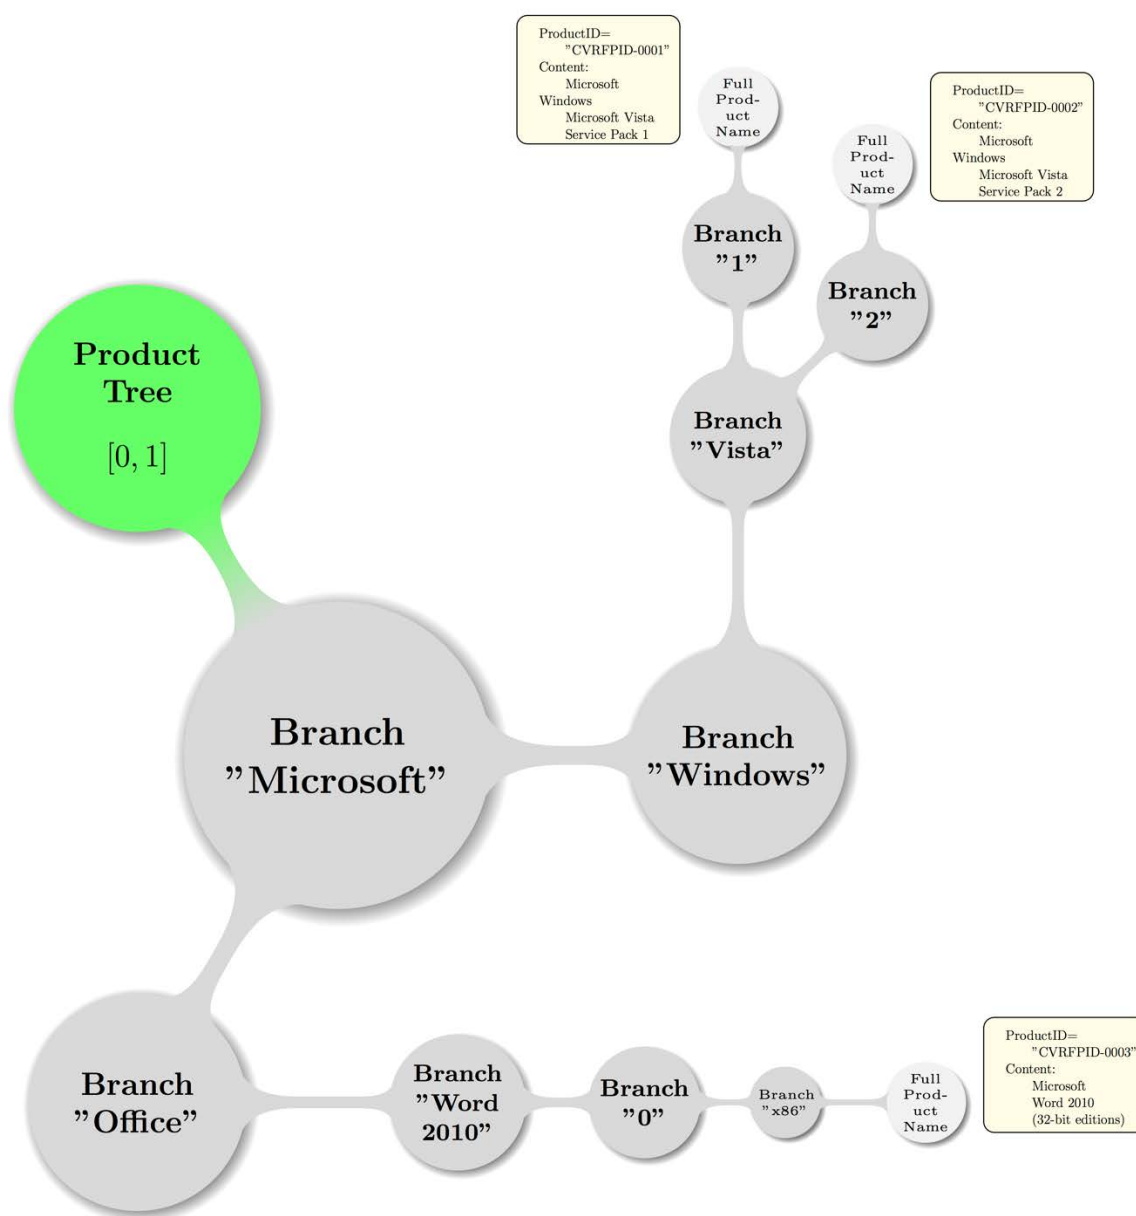 ProductID=
"CVRFPID-0001"
Content:
Microsoft
Windows
Microsoft Vista
Service Pack 1
Full
Prod-
uct
Name
ProductID=
"CVRFPID-0002"
Content:
Microsoft
Windows
Microsoft Vista
Service Pack 2
Full
Prod-
uct
Name
Branch
"1"
Branch
"2"
Product
Tree
[0, 1]
Branch
"Vista"
Branch
"Microsoft"
Branch
"Windows"
Branch
"Office"
Branch
"Word
2010"
Branch
"0"
Branch
"x86"
Full
Prod-
uct
Name
ProductID=
"CVRFPID-0003"
Content:
Microsoft
Word 2010
(32-bit editions)